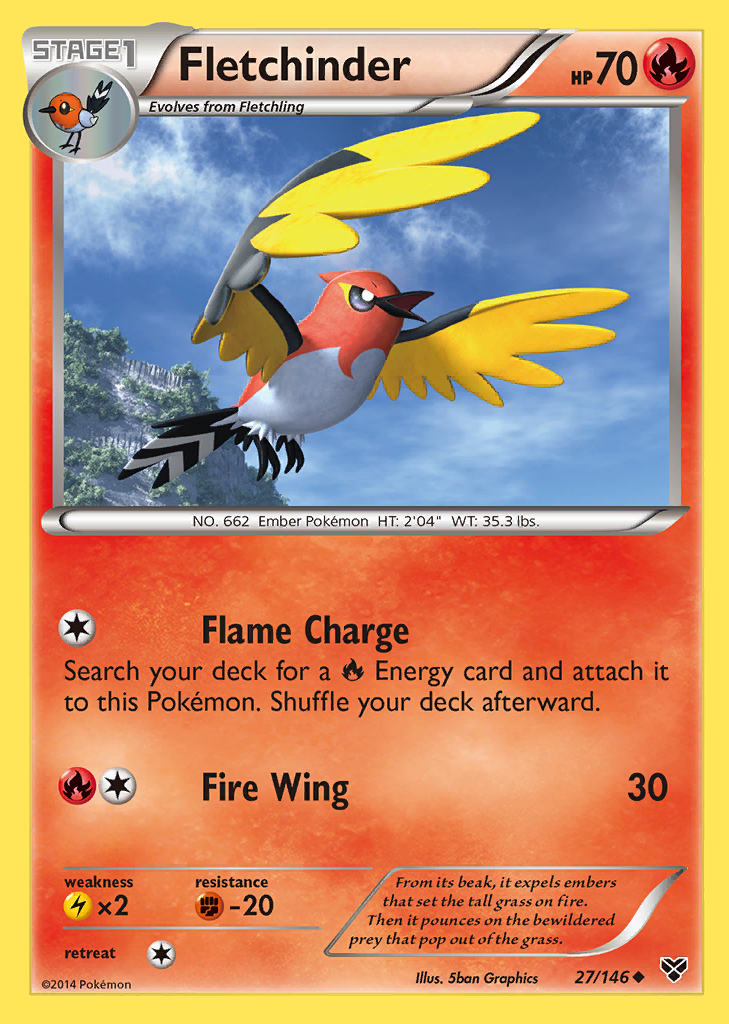 STAGE1
Fletchinder
HP 70
Evolves from Fletchling
NO. 662 Ember Pokémon HT: 2'04" WT: 35.3 lbs.
Flame Charge
Search your deck for a Energy card and attach it
to this Pokémon. Shuffle your deck afterward.
Fire Wing 30
weakness resistance
×2 -20
retreat
From its beak, it expels embers
that set the tall grass on fire.
Then it pounces on the bewildered
prey that pop out of the grass.
©2014 Pokémon
Illus. 5ban Graphics 27/146